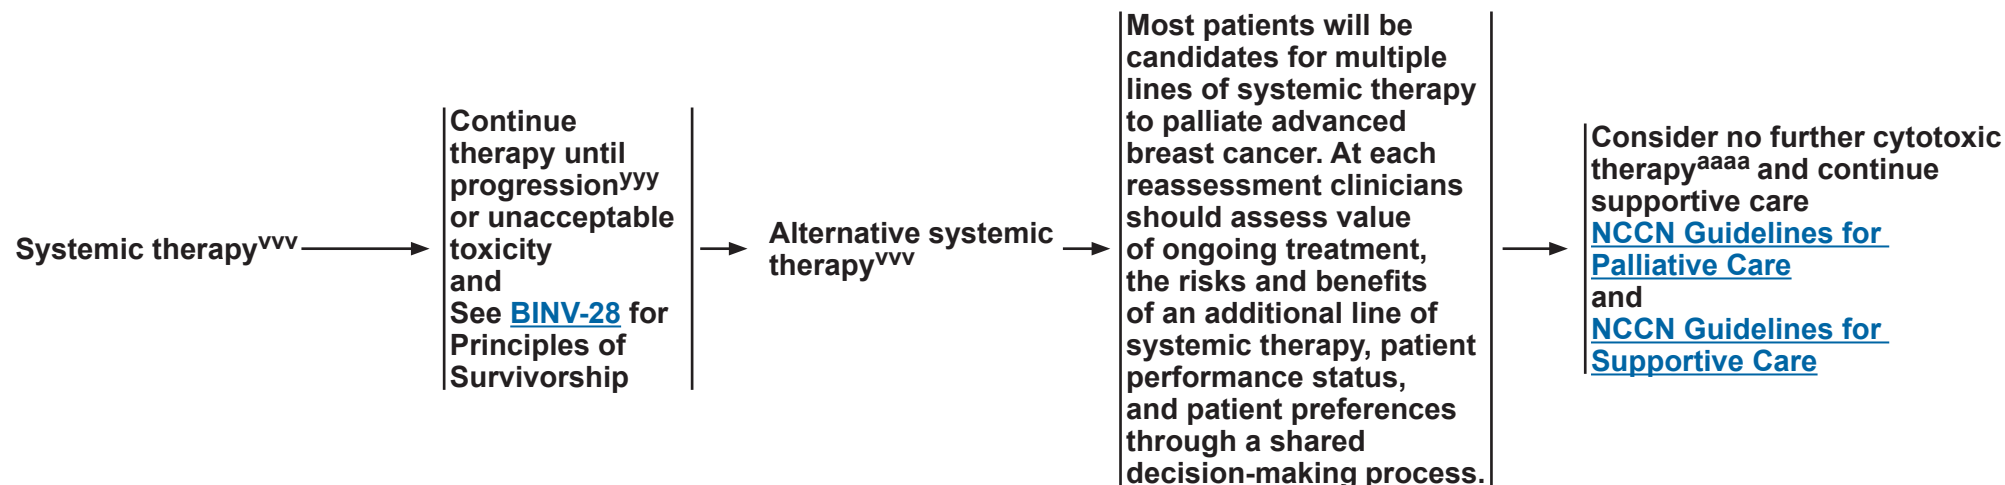 Systemic therapyvvv
Continue
therapy until
progressionyyy
or unacceptable
toxicity
and
See BINV-28 for
Principles of
Survivorship
Alternative systemic
therapyvvv
Most patients will be
candidates for multiple
lines of systemic therapy
to palliate advanced
breast cancer. At each
reassessment clinicians
should assess value
of ongoing treatment,
the risks and benefits
of an additional line of
systemic therapy, patient
performance status,
and patient preferences
through a shared
decision-making process.
Consider no further cytotoxic
therapyaaaa and continue
supportive care
NCCN Guidelines for
Palliative Care
and
NCCN Guidelines for
Supportive Care